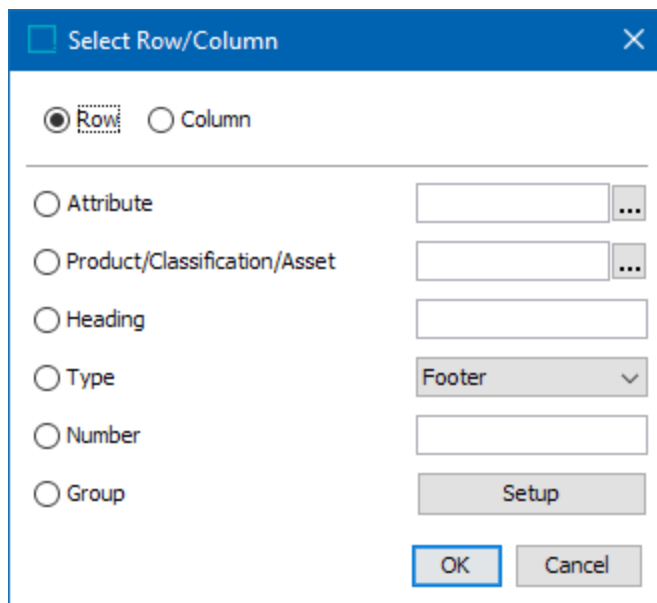 Select Row/Column
Row Column
Attribute ...
Product/Classification/Asset ...
Heading
Type Footer
Number
Group Setup
OK Cancel